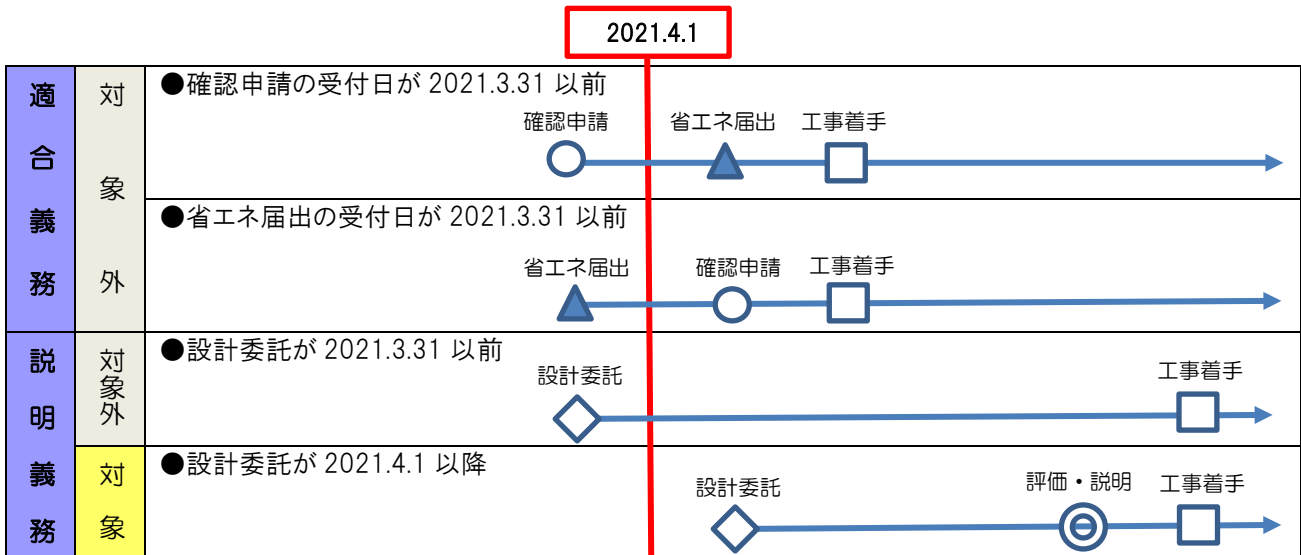 2021.4.1
適合義務
対象外
●確認申請の受付日が 2021.3.31 以前
確認申請 省エネ届出 工事着手
●省エネ届出の受付日が 2021.3.31 以前
省エネ届出 確認申請 工事着手
説明義務
対象外
●設計委託が 2021.3.31 以前
設計委託 工事着手
対象
●設計委託が 2021.4.1 以降
設計委託 評価・説明 工事着手